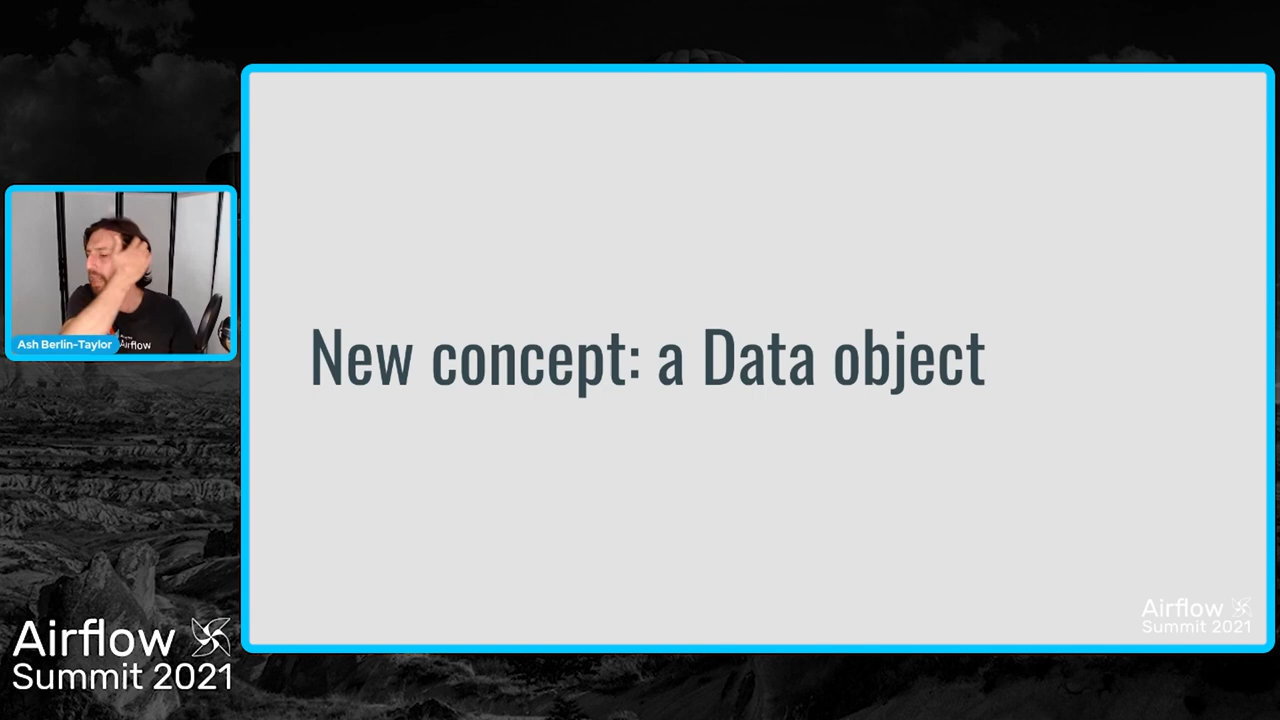 New concept: a Data object
Ash Berlin-Taylor
Airflow
Airflow
Summit 2021
Airflow
Summit 2021